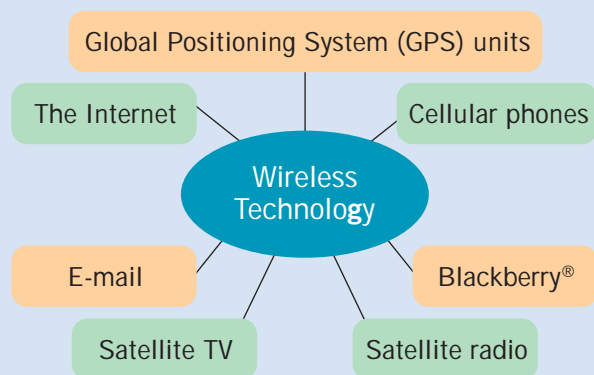 Global Positioning System (GPS) units
The Internet
Cellular phones
Wireless
Technology
E-mail
Blackberry®
Satellite TV
Satellite radio